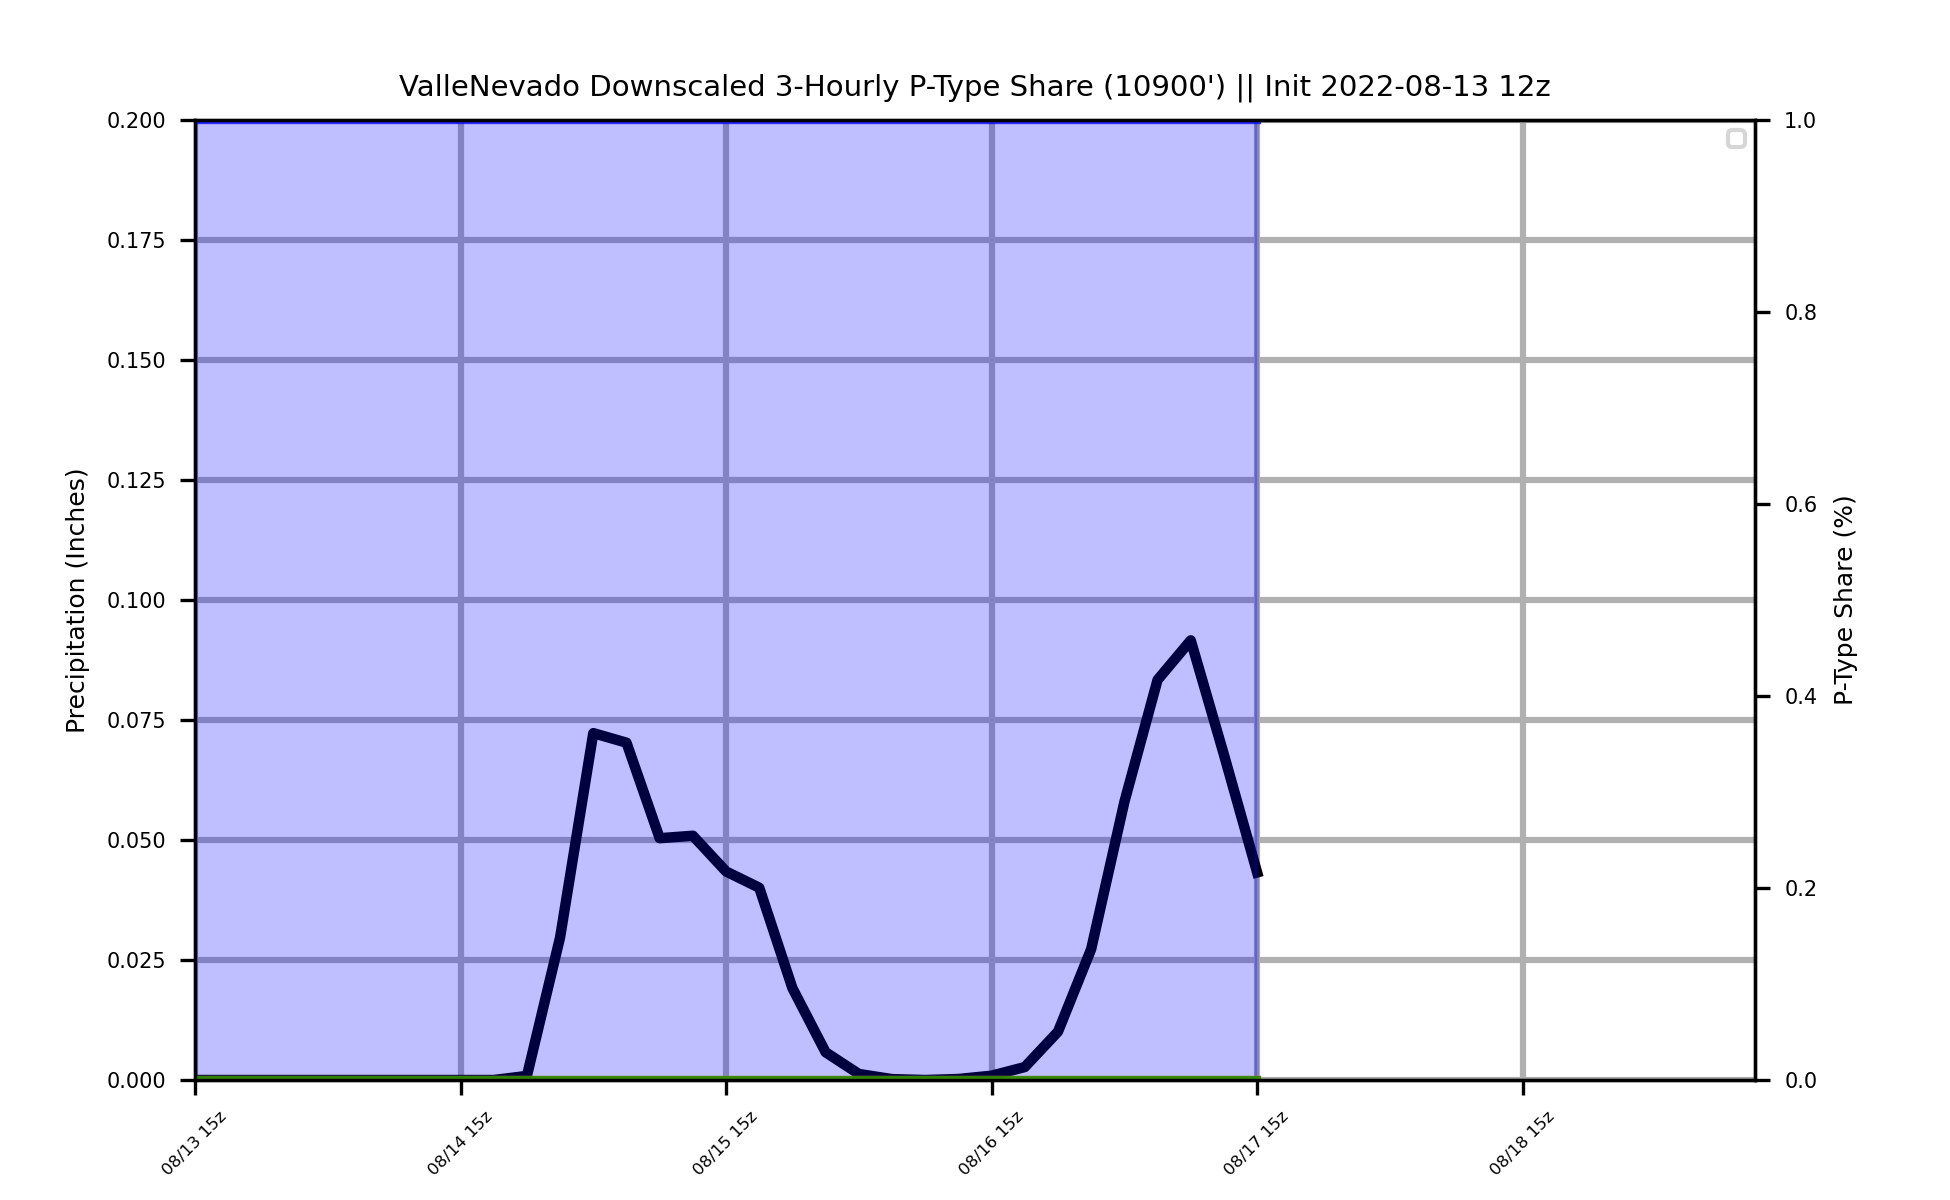 ValleNevado Downscaled 3-Hourly P-Type Share (10900') || Init 2022-08-13 12z
Precipitation (Inches)
0.200
0.175
0.150
0.125
0.100
0.075
0.050
0.025
0.000
1.0
0.8
0.6
0.4
0.2
0.0
P-Type Share (%)
08/13 15z
08/14 15z
08/15 15z
08/16 15z
08/17 15z
08/18 15z